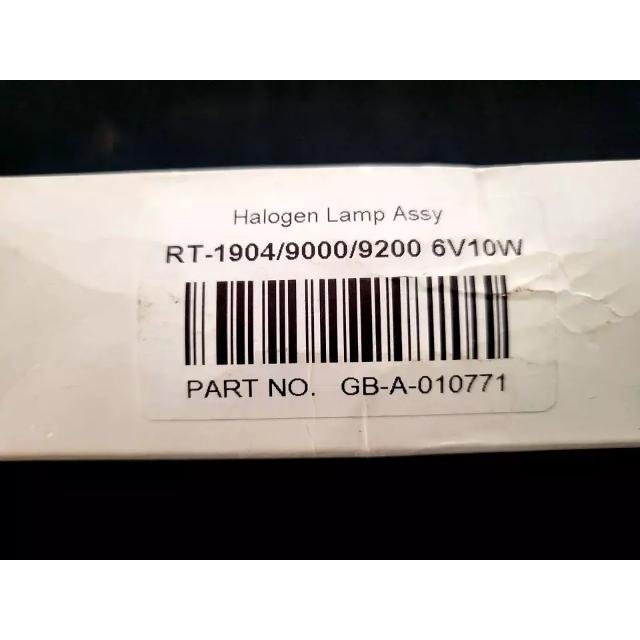 Halogen Lamp Assy
RT-1904/9000/9200 6V10W
PART NO. GB-A-010771